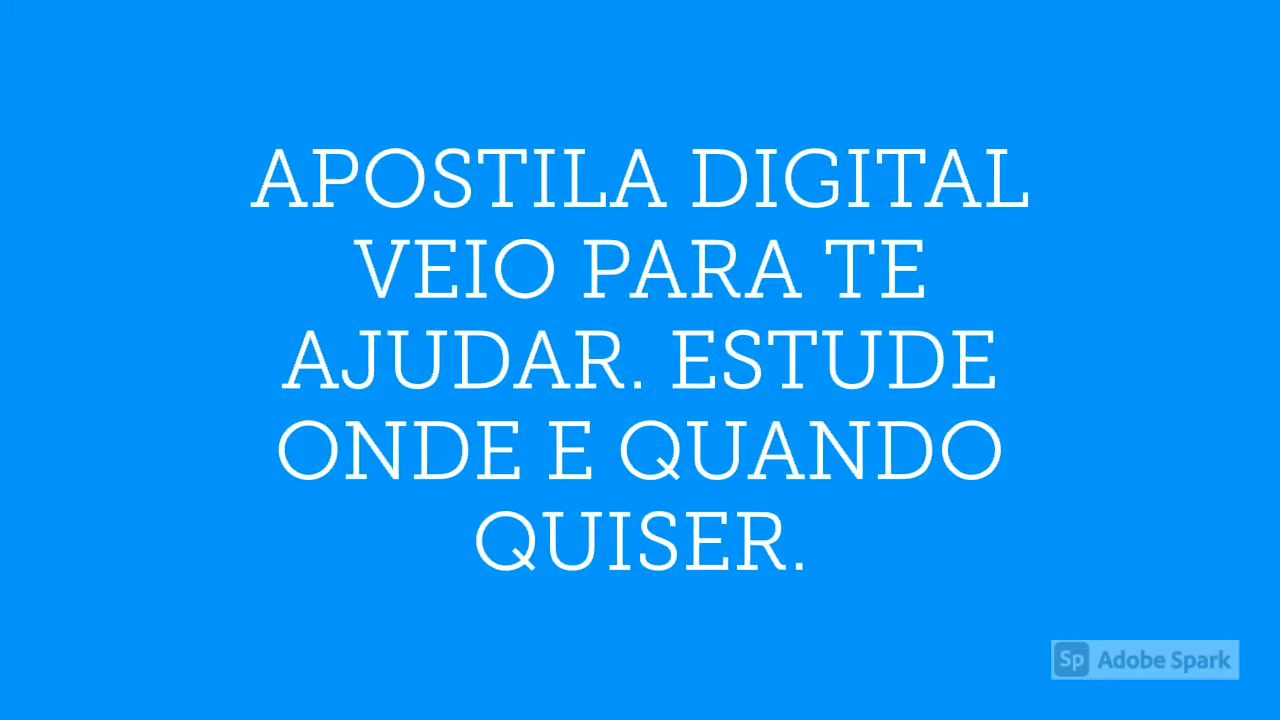 APOSTILA DIGITAL
VEIO PARA TE
AJUDAR. ESTUDE
ONDE E QUANDO
QUISER.
Sp Adobe Spark